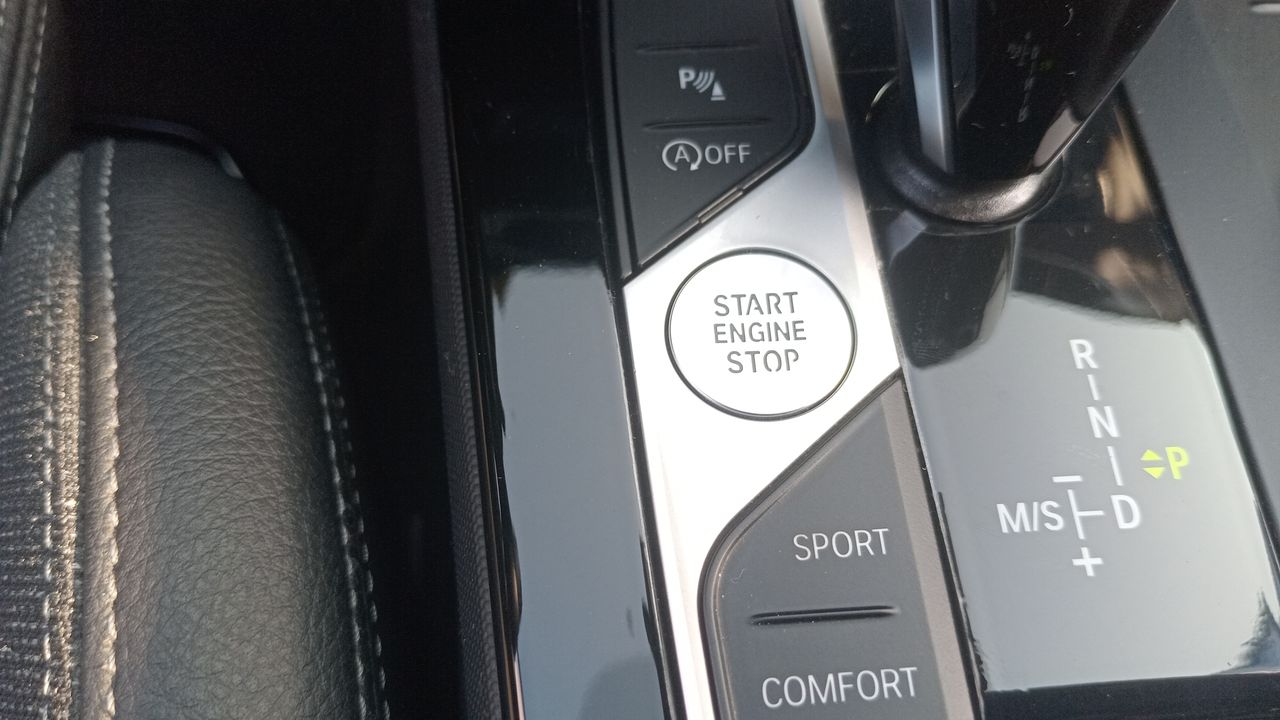 P
A OFF
START
ENGINE
STOP
SPORT
COMFORT
R
N
P
M/S
D
−
+